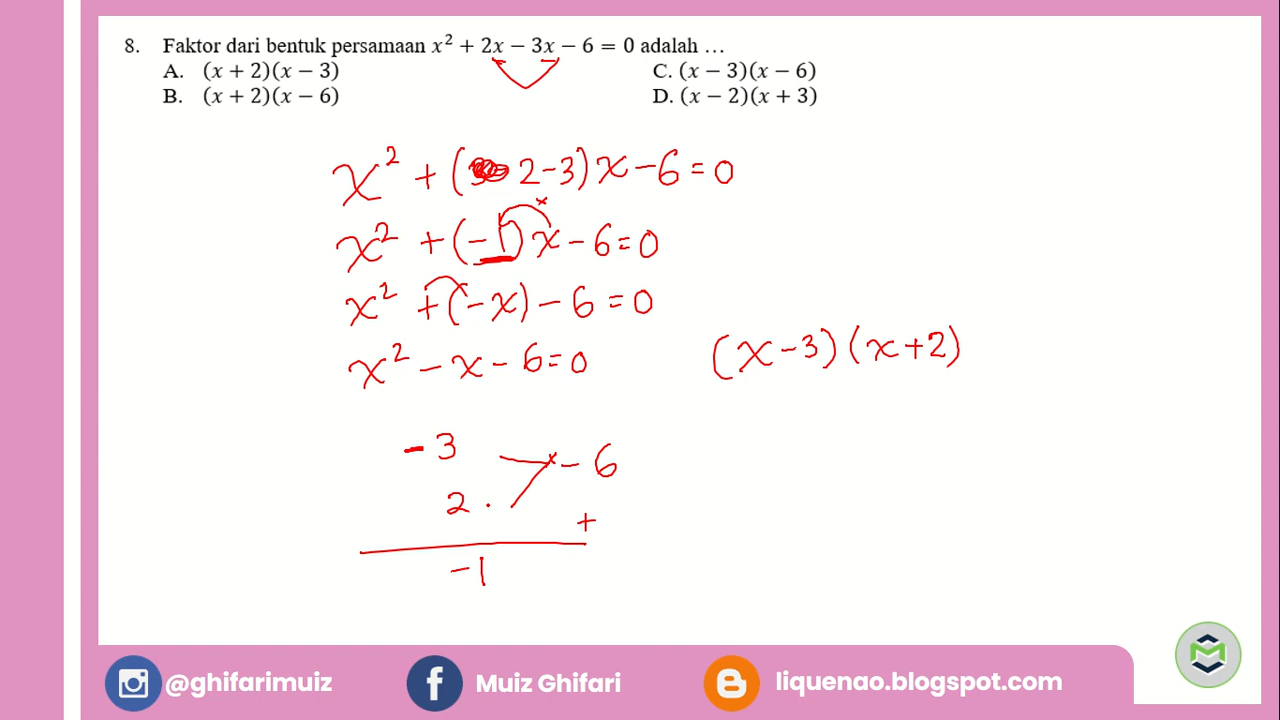 8. Faktor dari bentuk persamaan x² + 2x − 3x − 6 = 0 adalah …
A. (x + 2)(x − 3) C. (x − 3)(x − 6)
B. (x + 2)(x − 6) D. (x − 2)(x + 3)
x² + (2-3)x - 6 = 0
x
x² + (-1)x - 6 = 0
x² + (-x) - 6 = 0
x² - x - 6 = 0
(x-3)(x+2)
-3
x - 6
2 .
+
-1
@ghifarimuiz Muiz Ghifari liquenao.blogspot.com